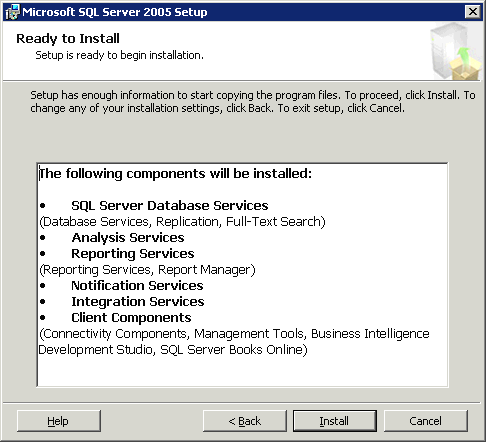 Microsoft SQL Server 2005 Setup
Ready to Install
Setup is ready to begin installation.
Setup has enough information to start copying the program files. To proceed, click Install. To
change any of your installation settings, click Back. To exit setup, click Cancel.
The following components will be installed:
• SQL Server Database Services
(Database Services, Replication, Full-Text Search)
• Analysis Services
• Reporting Services
(Reporting Services, Report Manager)
• Notification Services
• Integration Services
• Client Components
(Connectivity Components, Management Tools, Business Intelligence
Development Studio, SQL Server Books Online)
Help
< Back
Install
Cancel